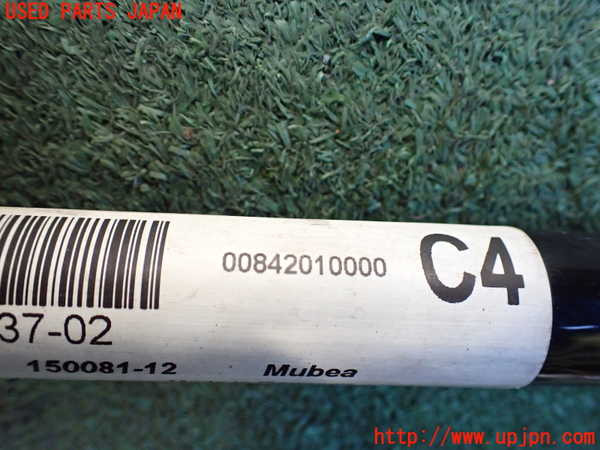 USED PARTS JAPAN
00842010000
C4
37-02
150081-12
Mubea
http://www.upjpn.com